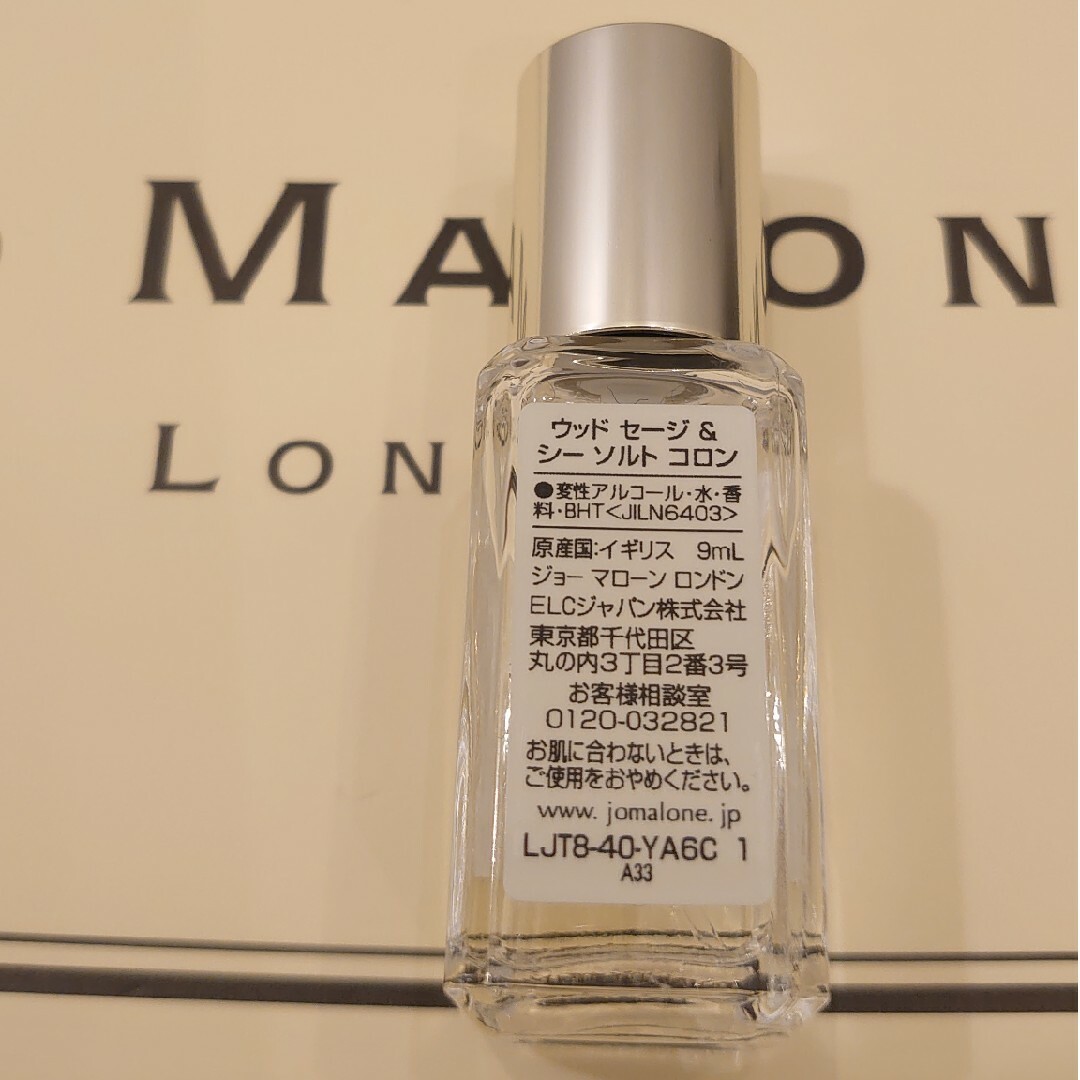 MALONE
LONDON
ウッド セージ &
シー ソルト コロン
●変性アルコール・水・香
料・BHT<JILN6403>
原産国:イギリス 9mL
ジョー マローン ロンドン
ELCジャパン株式会社
東京都千代田区
丸の内3丁目2番3号
お客様相談室
0120-032821
お肌に合わないときは、
ご使用をおやめください。
www. jomalone. jp
LJT8-40-YA6C 1
A33